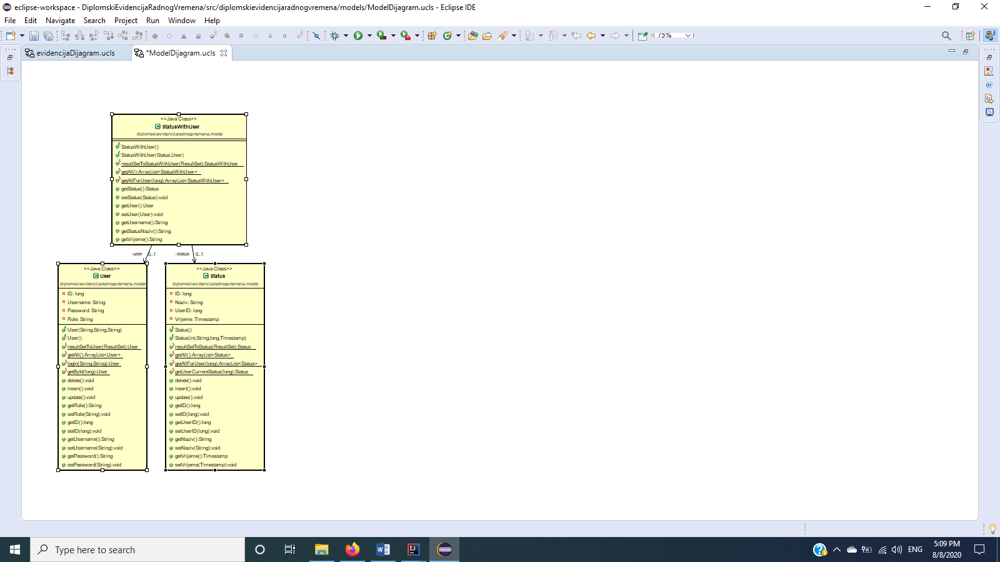 eclipse-workspace - DiplomskiEvidencijaRadnogVremena/src/diplomskievidencijaradnogvremena/models/ModelDijagram.ucls - Eclipse IDE
File Edit Navigate Search Project Run Window Help
75%
evidencijaDijagram.ucls *ModelDijagram.ucls
<<Java Class>>
StatusWithUser
diplomskievidencijaradnogvremena.model
StatusWithUser()
StatusWithUser(Status,User)
resultSetToStatusWithUser(ResultSet):StatusWithUser
getAll():ArrayList<StatusWithUser>
getAllForUser(long):ArrayList<StatusWithUser>
getStatus():Status
setStatus(Status):void
getUser():User
setUser(User):void
getUsername():String
getStatusNaziv():String
getVrijeme():String
-user 0..1
-status 0..1
<<Java Class>>
User
diplomskievidencijaradnogvremena.model
ID: long
Username: String
Password: String
Role: String
User(String,String,String)
User()
resultSetToUser(ResultSet):User
getAll():ArrayList<User>
login(String,String):User
getById(long):User
delete():void
insert():void
update():void
getRole():String
setRole(String):void
getID():long
setID(long):void
getUsername():String
setUsername(String):void
getPassword():String
setPassword(String):void
<<Java Class>>
Status
diplomskievidencijaradnogvremena.model
ID: long
Naziv: String
UserID: long
Vrijeme: Timestamp
Status()
Status(int,String,long,Timestamp)
resultSetToStatus(ResultSet):Status
getAll():ArrayList<Status>
getAllForUser(long):ArrayList<Status>
getUserCurrentStatus(long):Status
delete():void
insert():void
update():void
getID():long
setID(long):void
getUserID():long
setUserID(long):void
getNaziv():String
setNaziv(String):void
getVrijeme():Timestamp
setVrijeme(Timestamp):void
Type here to search
ENG
5:09 PM
8/8/2020